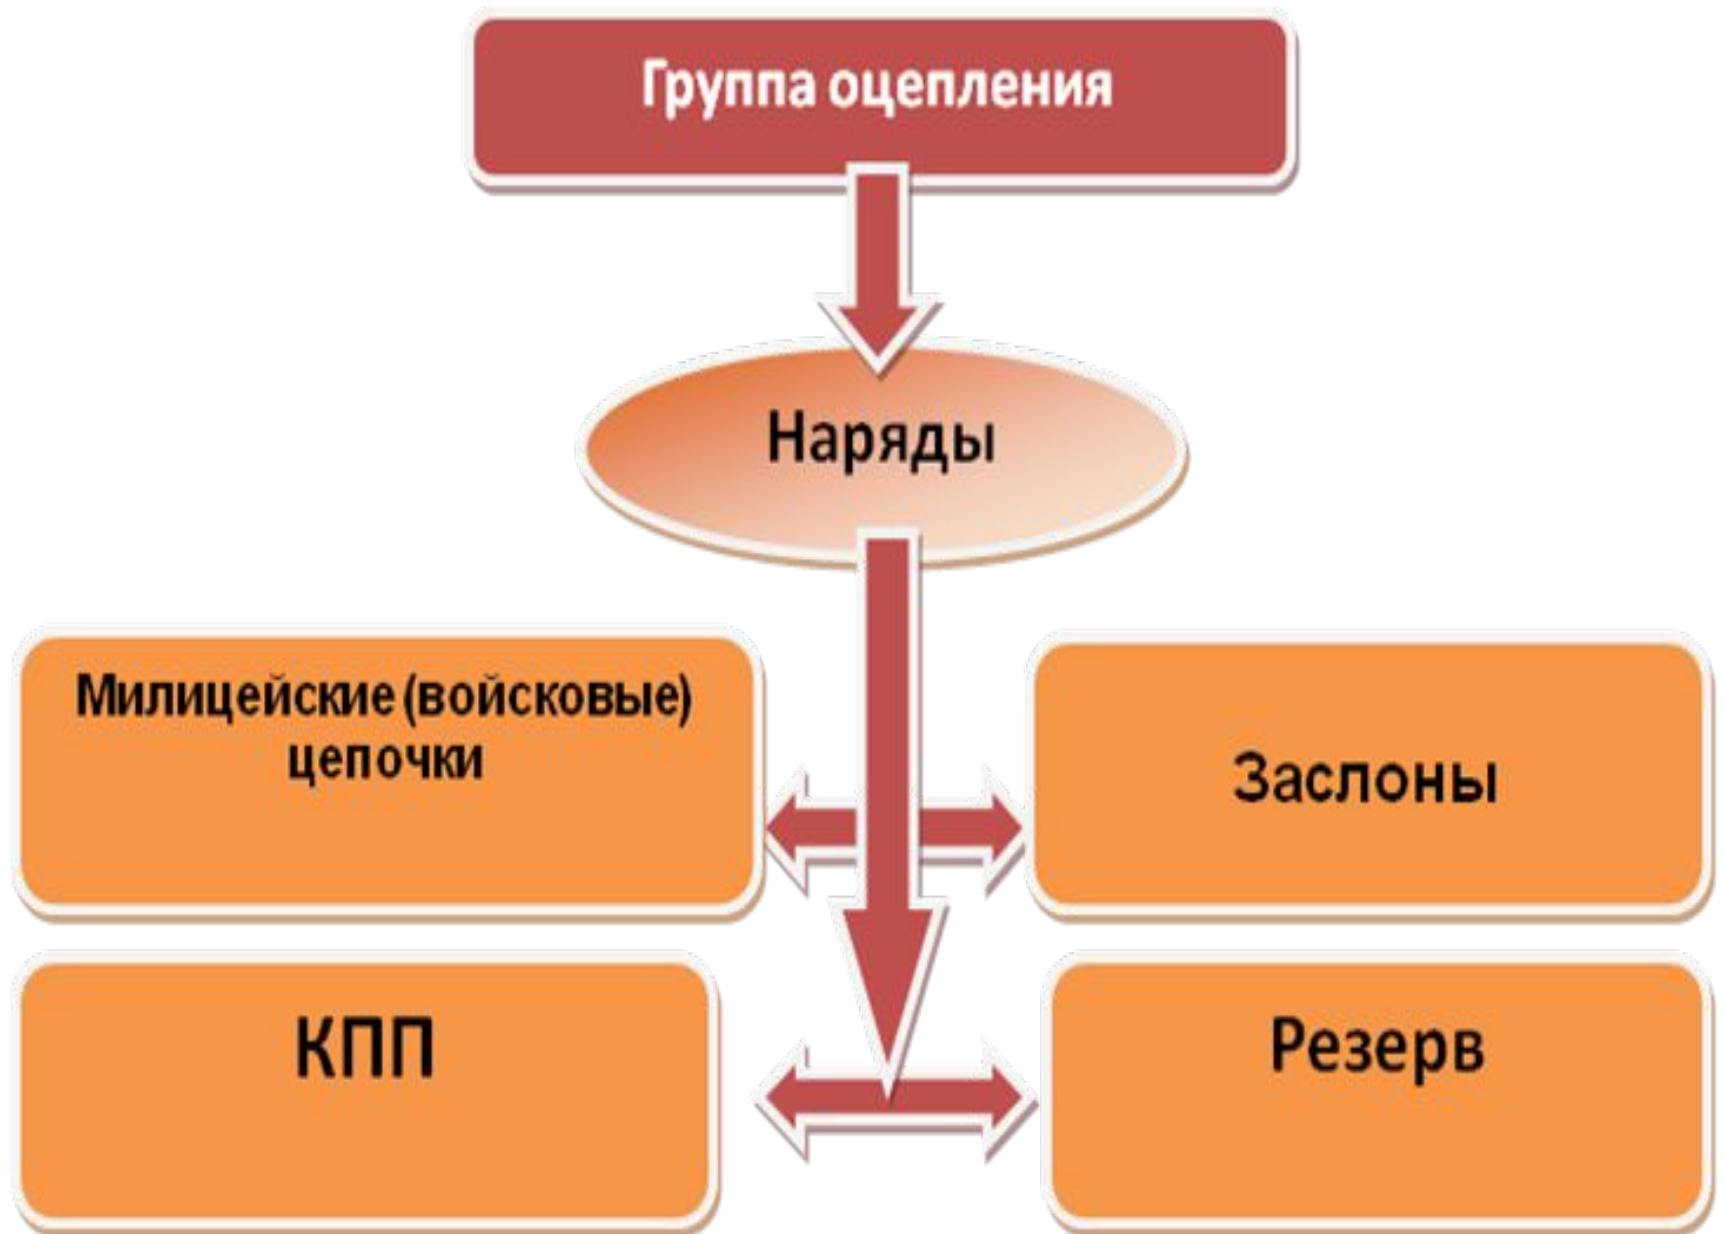 Группа оцепления
Наряды
Милицейские (войсковые)
цепочки
Заслоны
КПП
Резерв